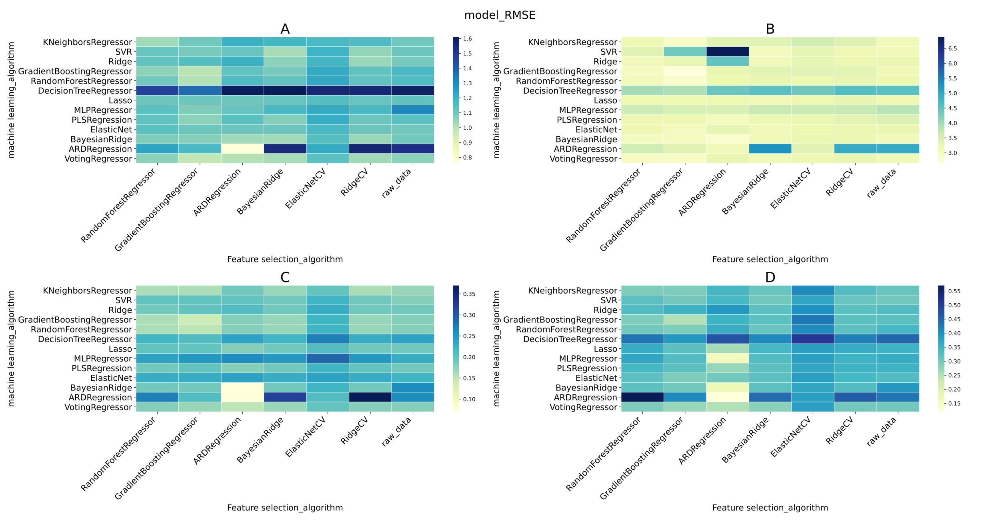 model_RMSE
A
machine learning_algorithm
KNeighborsRegressor
SVR
Ridge
GradientBoostingRegressor
RandomForestRegressor
DecisionTreeRegressor
Lasso
MLPRegressor
PLSRegression
ElasticNet
BayesianRidge
ARDRegression
VotingRegressor
RandomForestRegressor
GradientBoostingRegressor
ARDRegression
BayesianRidge
ElasticNetCV
RidgeCV
raw_data
Feature selection_algorithm
1.6
1.5
1.4
1.3
1.2
1.1
1.0
0.9
0.8
B
machine learning_algorithm
KNeighborsRegressor
SVR
Ridge
GradientBoostingRegressor
RandomForestRegressor
DecisionTreeRegressor
Lasso
MLPRegressor
PLSRegression
ElasticNet
BayesianRidge
ARDRegression
VotingRegressor
RandomForestRegressor
GradientBoostingRegressor
ARDRegression
BayesianRidge
ElasticNetCV
RidgeCV
raw_data
Feature selection_algorithm
6.5
6.0
5.5
5.0
4.5
4.0
3.5
3.0
C
machine learning_algorithm
KNeighborsRegressor
SVR
Ridge
GradientBoostingRegressor
RandomForestRegressor
DecisionTreeRegressor
Lasso
MLPRegressor
PLSRegression
ElasticNet
BayesianRidge
ARDRegression
VotingRegressor
RandomForestRegressor
GradientBoostingRegressor
ARDRegression
BayesianRidge
ElasticNetCV
RidgeCV
raw_data
Feature selection_algorithm
0.35
0.30
0.25
0.20
0.15
0.10
D
machine learning_algorithm
KNeighborsRegressor
SVR
Ridge
GradientBoostingRegressor
RandomForestRegressor
DecisionTreeRegressor
Lasso
MLPRegressor
PLSRegression
ElasticNet
BayesianRidge
ARDRegression
VotingRegressor
RandomForestRegressor
GradientBoostingRegressor
ARDRegression
BayesianRidge
ElasticNetCV
RidgeCV
raw_data
Feature selection_algorithm
0.55
0.50
0.45
0.40
0.35
0.30
0.25
0.20
0.15